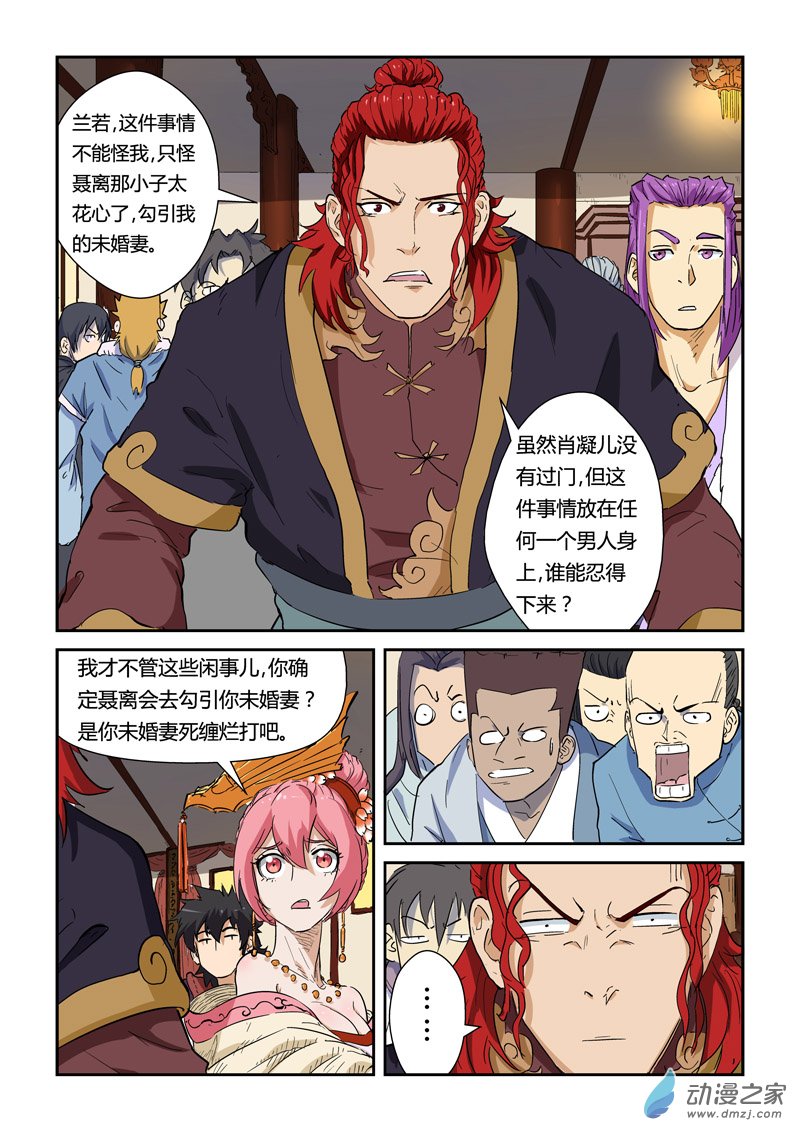 兰若，这件事情
不能怪我，只怪
聂离那小子太
花心了，勾引我
的未婚妻。
虽然肖凝儿没
有过门，但这
件事情放在任
何一个男人身
上，谁能忍得
下来？
我才不管这些闲事儿，你确
定聂离会去勾引你未婚妻？
是你未婚妻死缠烂打吧。
……
动漫之家
www.dmzj.com